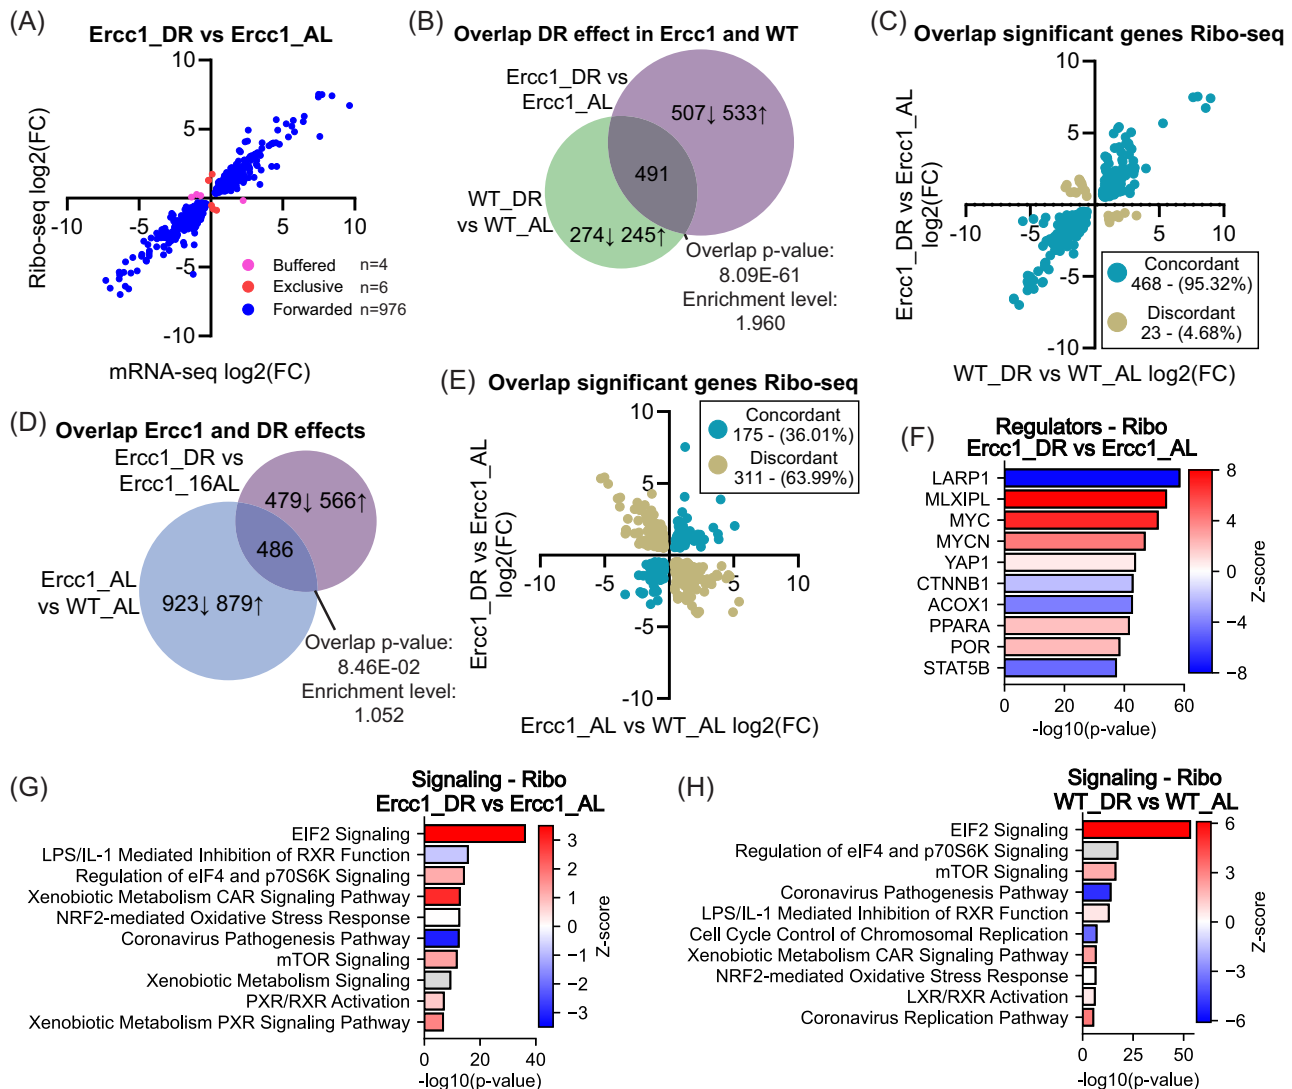 (A)
Ercc1_DR vs Ercc1_AL
Ribo-seq log2(FC)
10
5
-5
-10
-10
-5
5
10
Buffered n=4
Exclusive n=6
Forwarded n=976
mRNA-seq log2(FC)
(B)
Overlap DR effect in Ercc1 and WT
Ercc1_DR vs
Ercc1_AL
507↓ 533↑
491
WT_DR
vs WT_AL
274↓ 245↑
Overlap p-value:
8.09E-61
Enrichment level:
1.960
(C)
Overlap significant genes Ribo-seq
Ercc1_DR vs Ercc1_AL
log2(FC)
10
5
-5
-10
-10
-5
5
10
Concordant
468 - (95.32%)
Discordant
23 - (4.68%)
WT_DR vs WT_AL log2(FC)
(D)
Overlap Ercc1 and DR effects
Ercc1_DR vs
Ercc1_16AL
479↓ 566↑
486
Ercc1_AL
vs WT_AL
923↓ 879↑
Overlap p-value:
8.46E-02
Enrichment level:
1.052
(E)
Overlap significant genes Ribo-seq
Ercc1_DR vs Ercc1_AL
log2(FC)
10
5
-5
-10
-10
-5
5
10
Concordant
175 - (36.01%)
Discordant
311 - (63.99%)
Ercc1_AL vs WT_AL log2(FC)
(F)
Regulators - Ribo
Ercc1_DR vs Ercc1_AL
LARP1
MLXIPL
MYC
MYCN
YAP1
CTNNB1
ACOX1
PPARA
POR
STAT5B
0
20
40
60
-log10(p-value)
8
4
0
−4
−8
Z-score
(G)
Signaling - Ribo
Ercc1_DR vs Ercc1_AL
EIF2 Signaling
LPS/IL-1 Mediated Inhibition of RXR Function
Regulation of eIF4 and p70S6K Signaling
Xenobiotic Metabolism CAR Signaling Pathway
NRF2-mediated Oxidative Stress Response
Coronavirus Pathogenesis Pathway
mTOR Signaling
Xenobiotic Metabolism Signaling
PXR/RXR Activation
Xenobiotic Metabolism PXR Signaling Pathway
0
20
40
-log10(p-value)
3
2
1
0
−1
−2
−3
Z-score
(H)
Signaling - Ribo
WT_DR vs WT_AL
EIF2 Signaling
Regulation of eIF4 and p70S6K Signaling
mTOR Signaling
Coronavirus Pathogenesis Pathway
LPS/IL-1 Mediated Inhibition of RXR Function
Cell Cycle Control of Chromosomal Replication
Xenobiotic Metabolism CAR Signaling Pathway
NRF2-mediated Oxidative Stress Response
LXR/RXR Activation
Coronavirus Replication Pathway
0
25
50
-log10(p-value)
6
3
0
−3
−6
Z-score